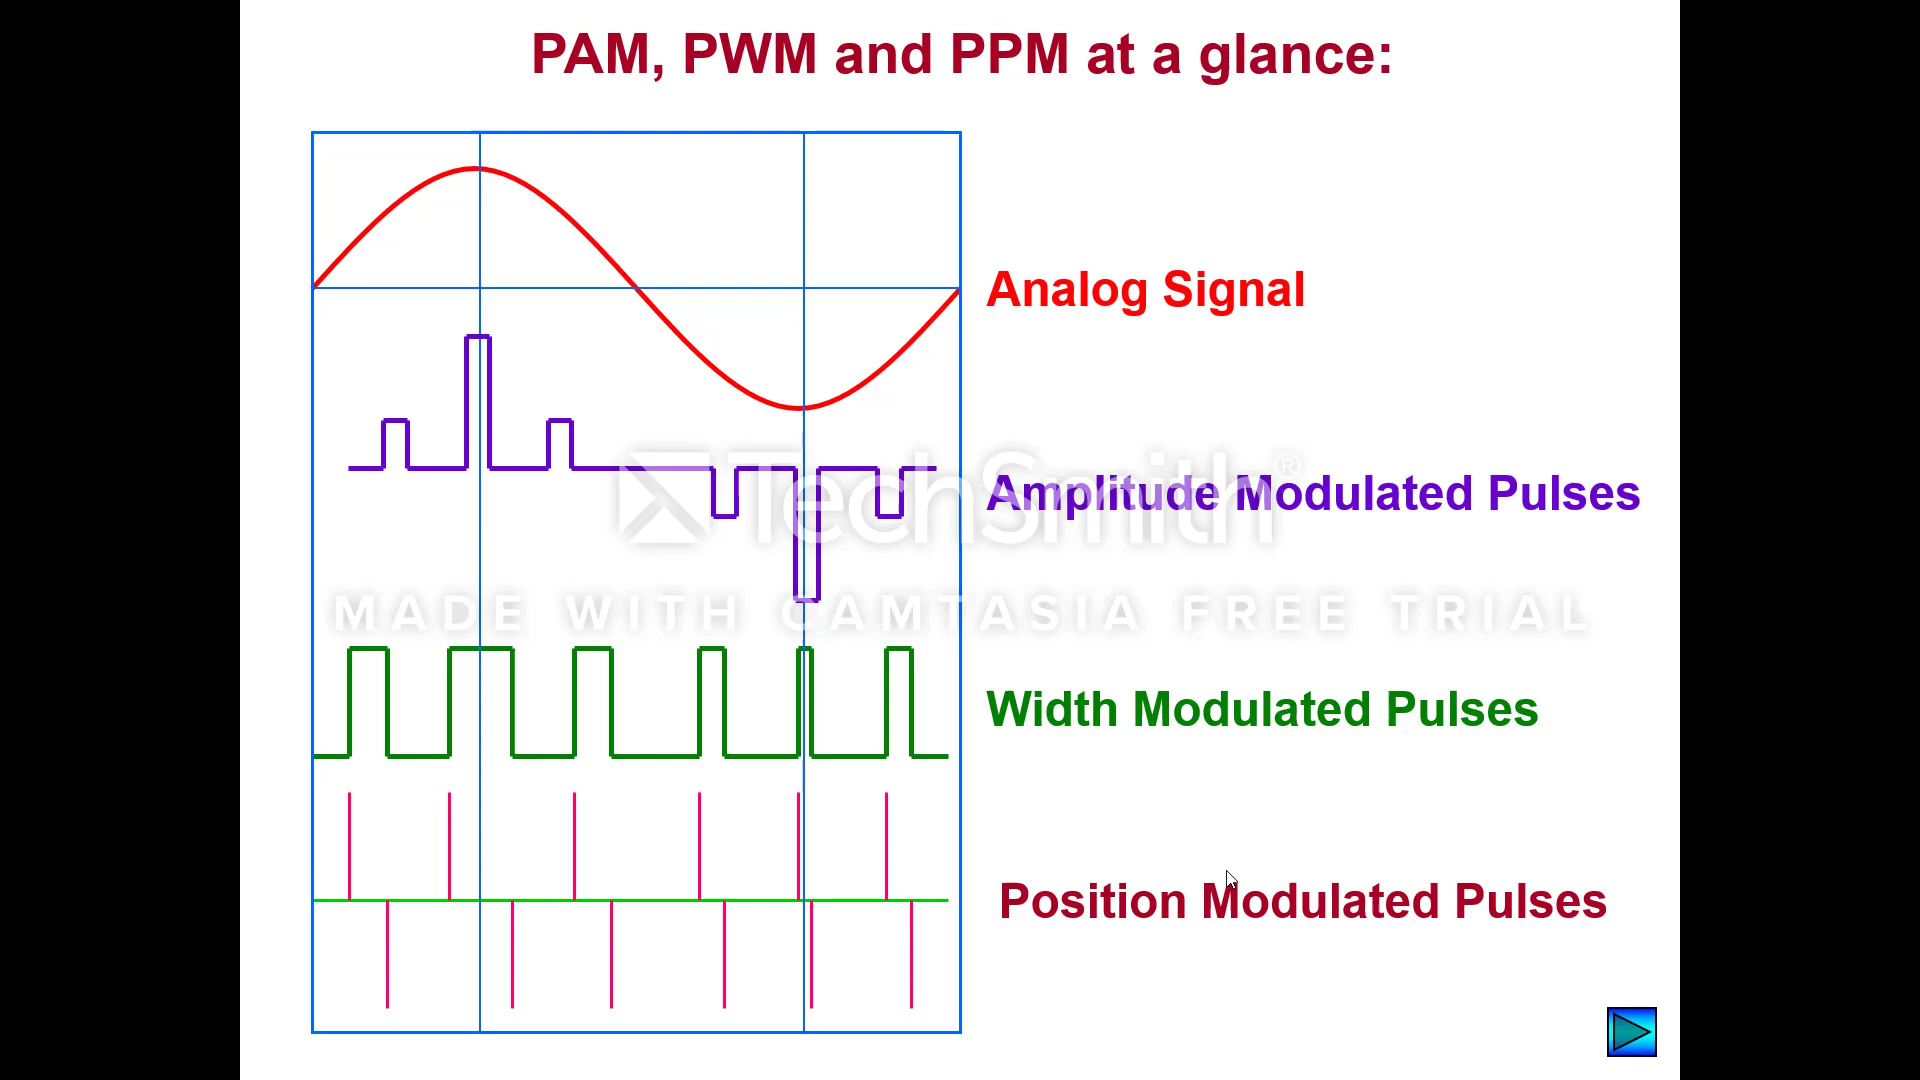 PAM, PWM and PPM at a glance:
Analog Signal
Amplitude Modulated Pulses
TechSmith®
MADE WITH CAMTASIA FREE TRIAL
Width Modulated Pulses
Position Modulated Pulses